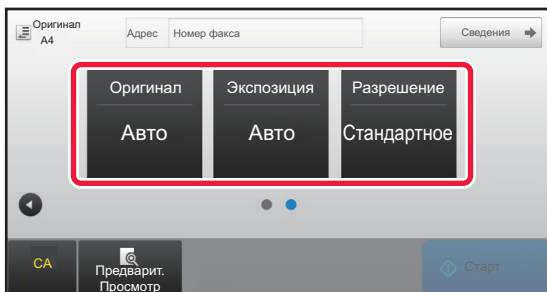 Оригинал
A4
Адрес
Номер факса
Сведения
Оригинал
Экспозиция
Разрешение
Авто
Авто
Стандартное
CA
Предварит.
Просмотр
Старт